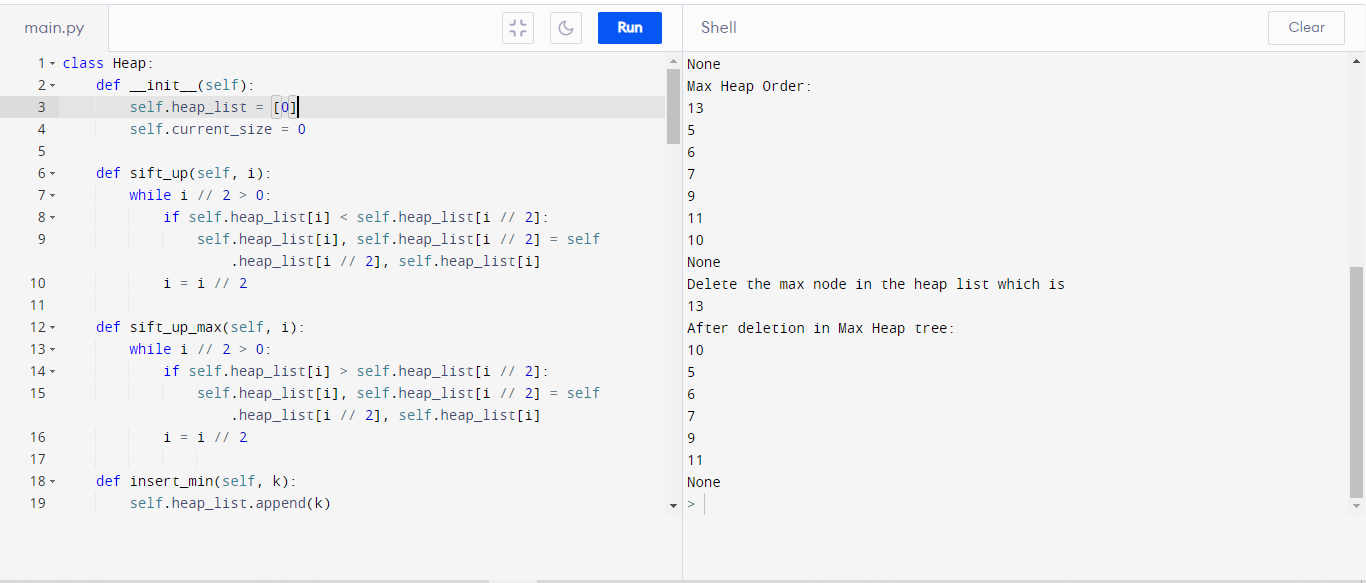 main.py
Run
1 class Heap:
2 def __init__(self):
3 self.heap_list = [0]
4 self.current_size = 0
5
6 def sift_up(self, i):
7 while i // 2 > 0:
8 if self.heap_list[i] < self.heap_list[i // 2]:
9 self.heap_list[i], self.heap_list[i // 2] = self
.heap_list[i // 2], self.heap_list[i]
10 i = i // 2
11
12 def sift_up_max(self, i):
13 while i // 2 > 0:
14 if self.heap_list[i] > self.heap_list[i // 2]:
15 self.heap_list[i], self.heap_list[i // 2] = self
.heap_list[i // 2], self.heap_list[i]
16 i = i // 2
17
18 def insert_min(self, k):
19 self.heap_list.append(k)
Shell
Clear
None
Max Heap Order:
13
5
6
7
9
11
10
None
Delete the max node in the heap list which is
13
After deletion in Max Heap tree:
10
5
6
7
9
11
None
>